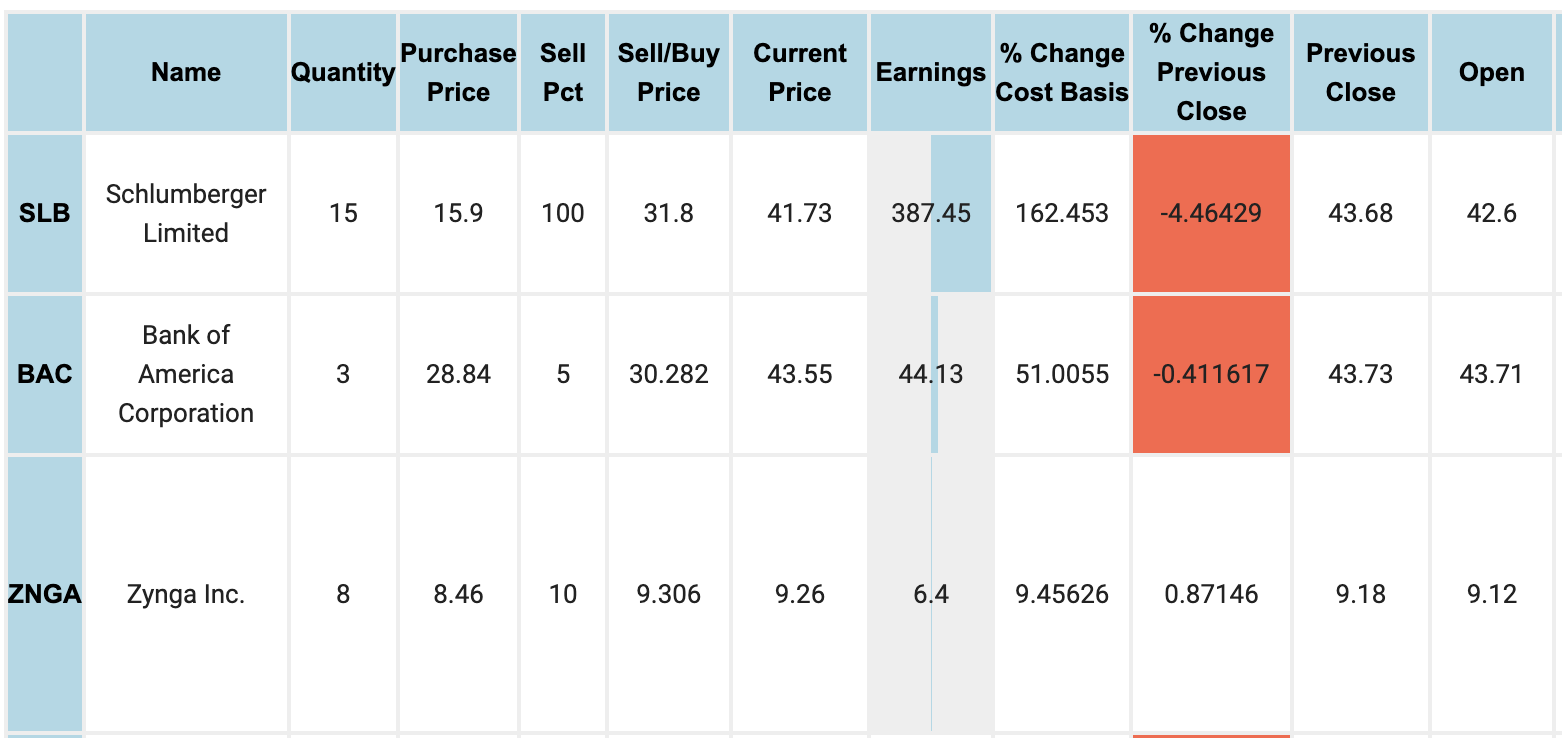 Name Quantity Purchase Price Sell Pct Sell/Buy Price Current Price Earnings % Change Cost Basis % Change Previous Close Previous Close Open
SLB Schlumberger Limited 15 15.9 100 31.8 41.73 387.45 162.453 -4.46429 43.68 42.6
BAC Bank of America Corporation 3 28.84 5 30.282 43.55 44.13 51.0055 -0.411617 43.73 43.71
ZNGA Zynga Inc. 8 8.46 10 9.306 9.26 6.4 9.45626 0.87146 9.18 9.12